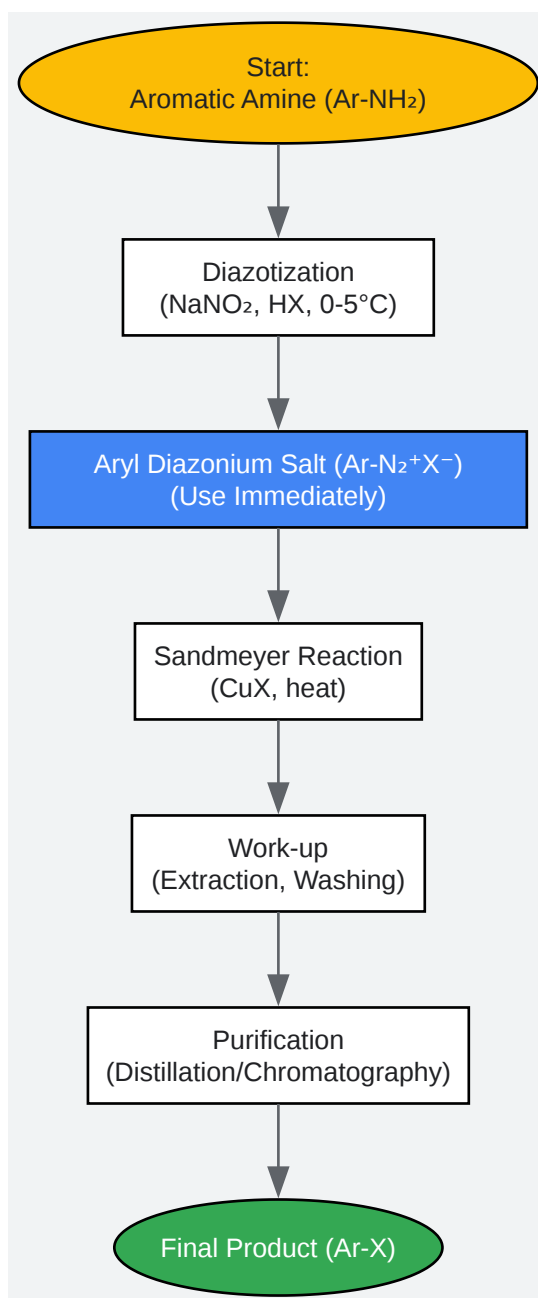 Start:
Aromatic Amine (Ar-NH₂)
Diazotization
(NaNO₂, HX, 0-5°C)
Aryl Diazonium Salt (Ar-N₂⁺X⁻)
(Use Immediately)
Sandmeyer Reaction
(CuX, heat)
Work-up
(Extraction, Washing)
Purification
(Distillation/Chromatography)
Final Product (Ar-X)